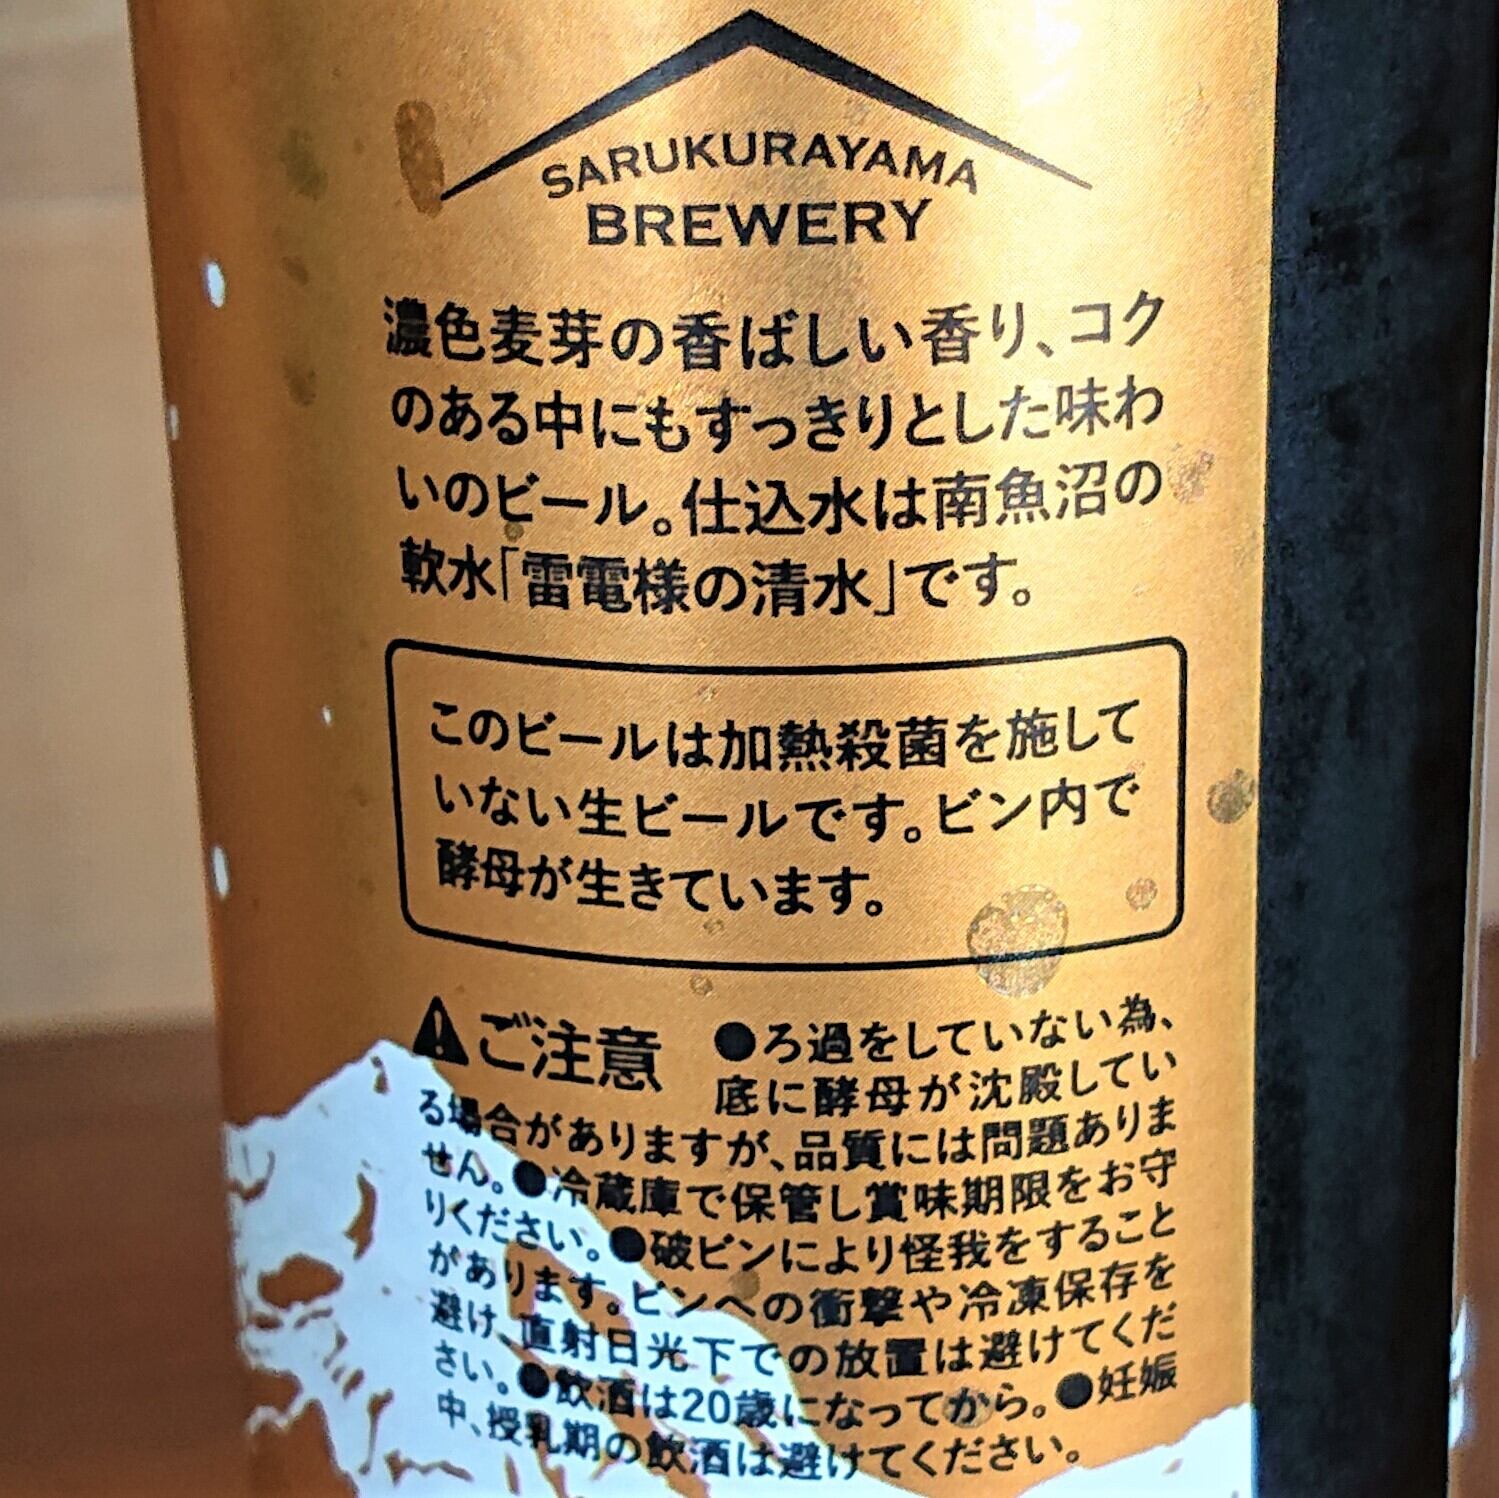 SARUKURAYAMA
BREWERY
濃色麦芽の香ばしい香り、コク
のある中にもすっきりとした味わ
いのビール。仕込水は南魚沼の
軟水「雷電様の清水」です。
このビールは加熱殺菌を施して
いない生ビールです。ビン内で
酵母が生きています。
ご注意 ●ろ過をしていない為、
底に酵母が沈殿してい
る場合がありますが、品質には問題ありま
せん。●冷蔵庫で保管し賞味期限をお守
りください。●破ビンにより怪我をすること
があります。ビンへの衝撃や冷凍保存を
避け、直射日光下での放置は避けてくだ
さい。●飲酒は20歳になってから。●妊娠
中、授乳期の飲酒は避けてください。